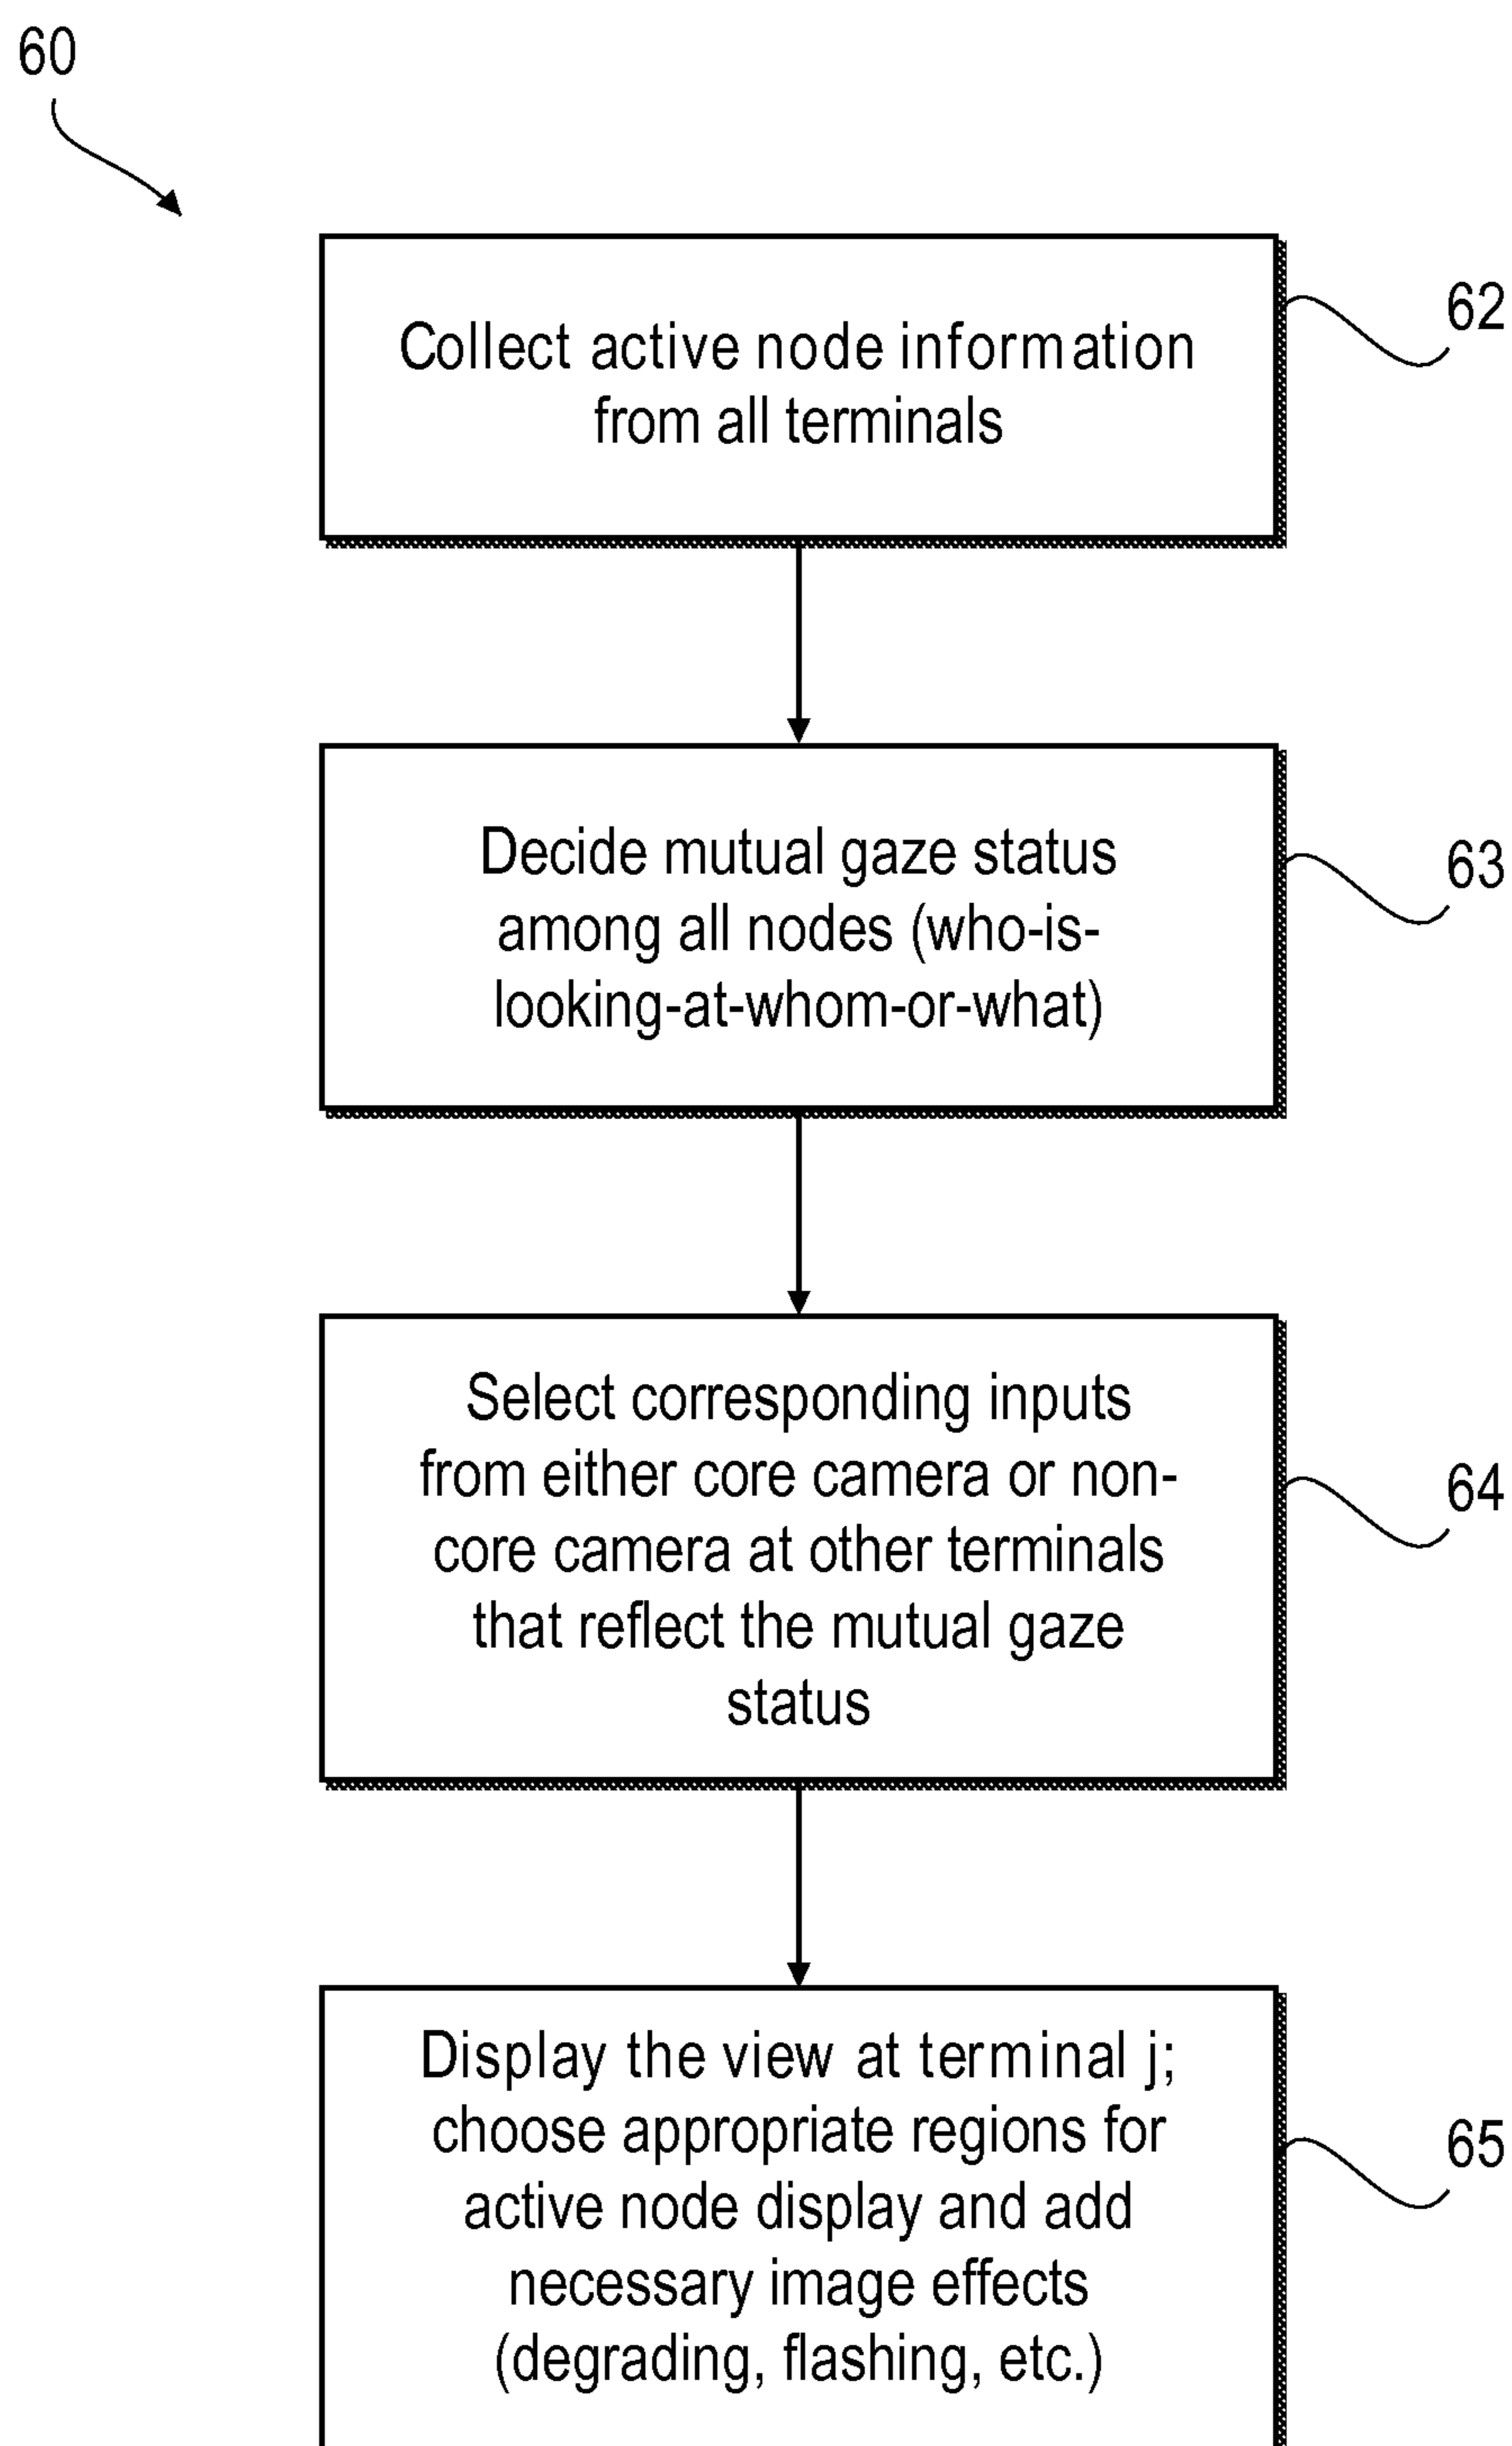 60
Collect active node information
from all terminals
62
Decide mutual gaze status
among all nodes (who-is-
looking-at-whom-or-what)
63
Select corresponding inputs
from either core camera or non-
core camera at other terminals
that reflect the mutual gaze
status
64
Display the view at terminal j;
choose appropriate regions for
active node display and add
necessary image effects
(degrading, flashing, etc.)
65